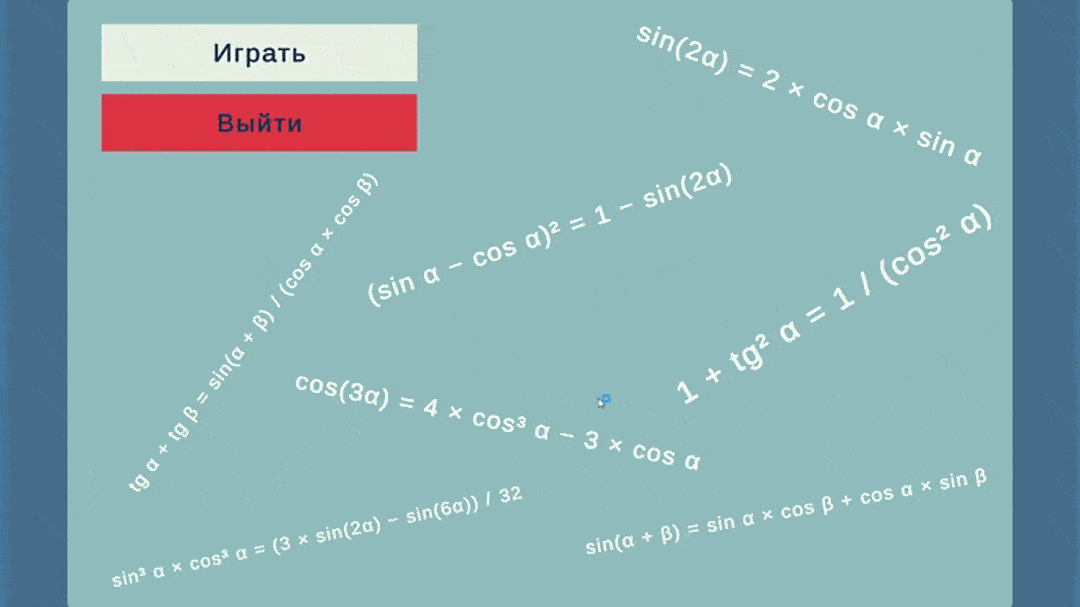 Играть
Выйти
sin(2α) = 2 × cos α × sin α
(sin α − cos α)² = 1 − sin(2α)
tg α + tg β = sin(α + β) / (cos α × cos β)
1 + tg² α = 1 / (cos² α)
cos(3α) = 4 × cos³ α − 3 × cos α
sin³ α × cos³ α = (3 × sin(2α) − sin(6α)) / 32
sin(α + β) = sin α × cos β + cos α × sin β